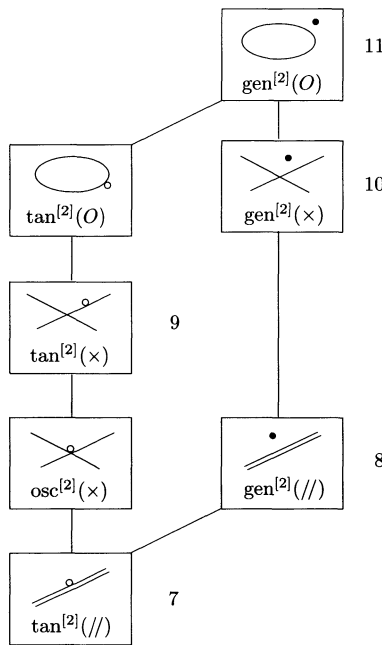 11
gen^{[2]}(O)
tan^{[2]}(O)
gen^{[2]}(×)
10
tan^{[2]}(×)
9
osc^{[2]}(×)
gen^{[2]}(//)
8
tan^{[2]}(//)
7